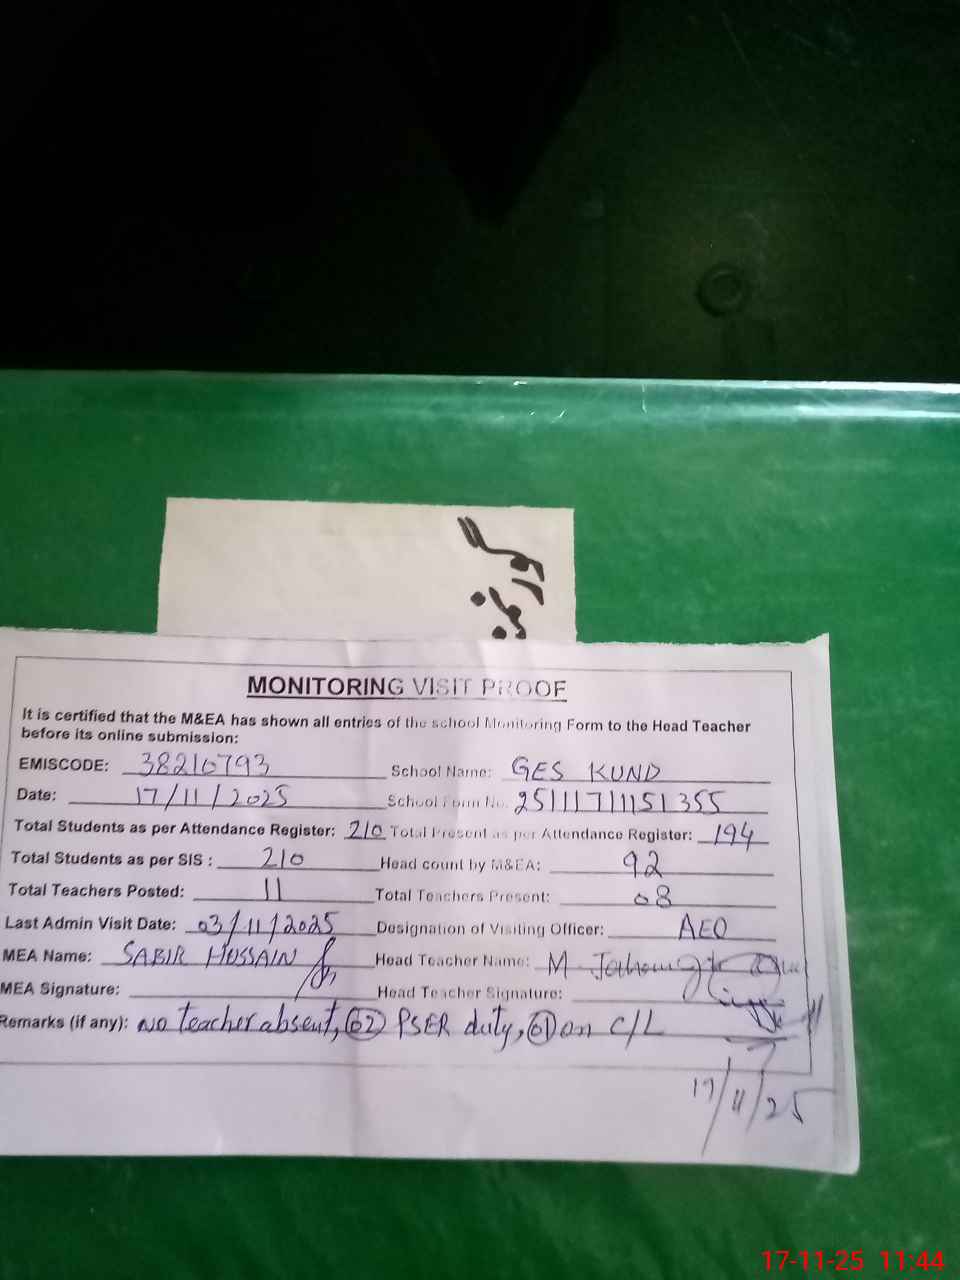 MONITORING VISIT PROOF
It is certified that the M&EA has shown all entries of the school Monitoring Form to the Head Teacher
before its online submission:
EMISCODE: 38210793 School Name: GES KUND
Date: 17/11/2025 School Form No. 25111711151355
Total Students as per Attendance Register: 210 Total Present as per Attendance Register: 194
Total Students as per SIS : 210 Head count by M&EA: 92
Total Teachers Posted: 11 Total Teachers Present: 08
Last Admin Visit Date: 03/11/2025 Designation of Visiting Officer: AEO
MEA Name: SABIR HUSSAIN Head Teacher Name: M
MEA Signature: Head Teacher Signature:
Remarks (if any): no teacher absent, 02 PSER duty, 01 on C/L
17/11/25
17-11-25 11:44